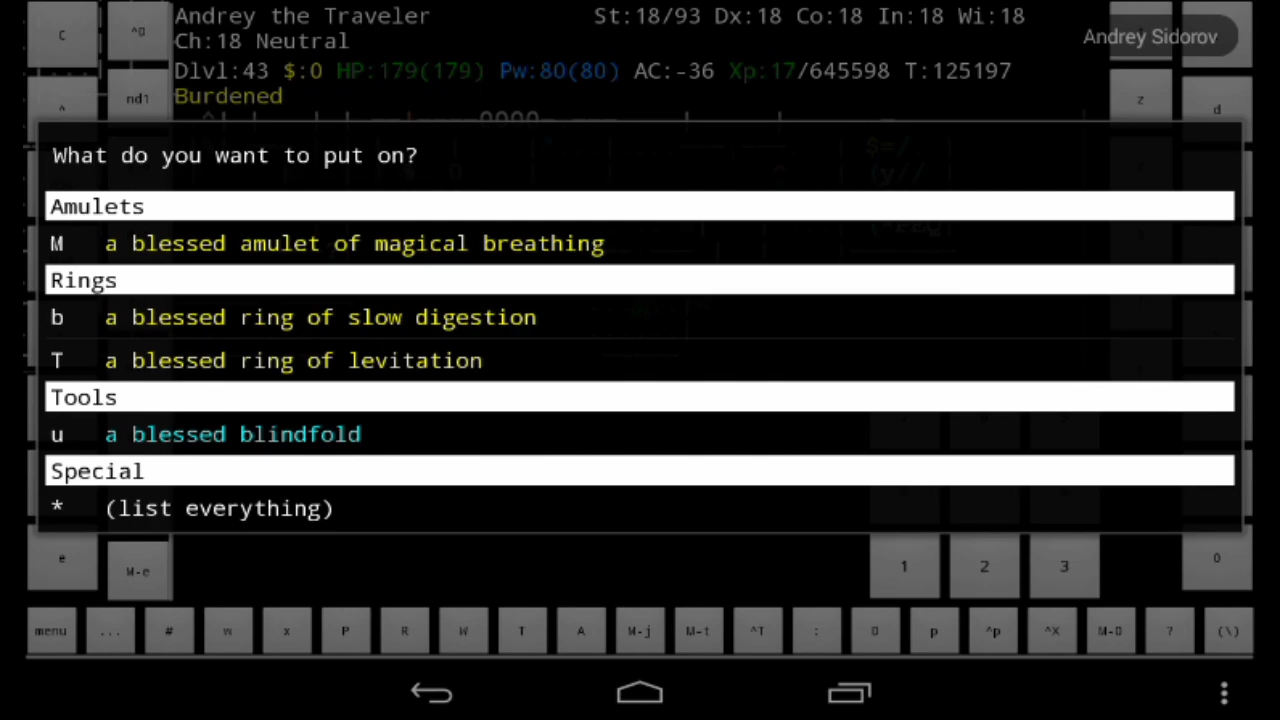 Andrey the Traveler St:18/93 Dx:18 Co:18 In:18 Wi:18
Ch:18 Neutral
Andrey Sidorov
Dlvl:43 $:0 HP:179(179) Pw:80(80) AC:-36 Xp:17/645598 T:125197
Burdened
C
^D
nd1
^
z
d
What do you want to put on?
Amulets
M a blessed amulet of magical breathing
Rings
b a blessed ring of slow digestion
T a blessed ring of levitation
Tools
u a blessed blindfold
Special
* (list everything)
e
M-e
1
2
3
menu ... # w x P R W T A M-j M-t ^T : D p ^p ^X M-O ? (\)